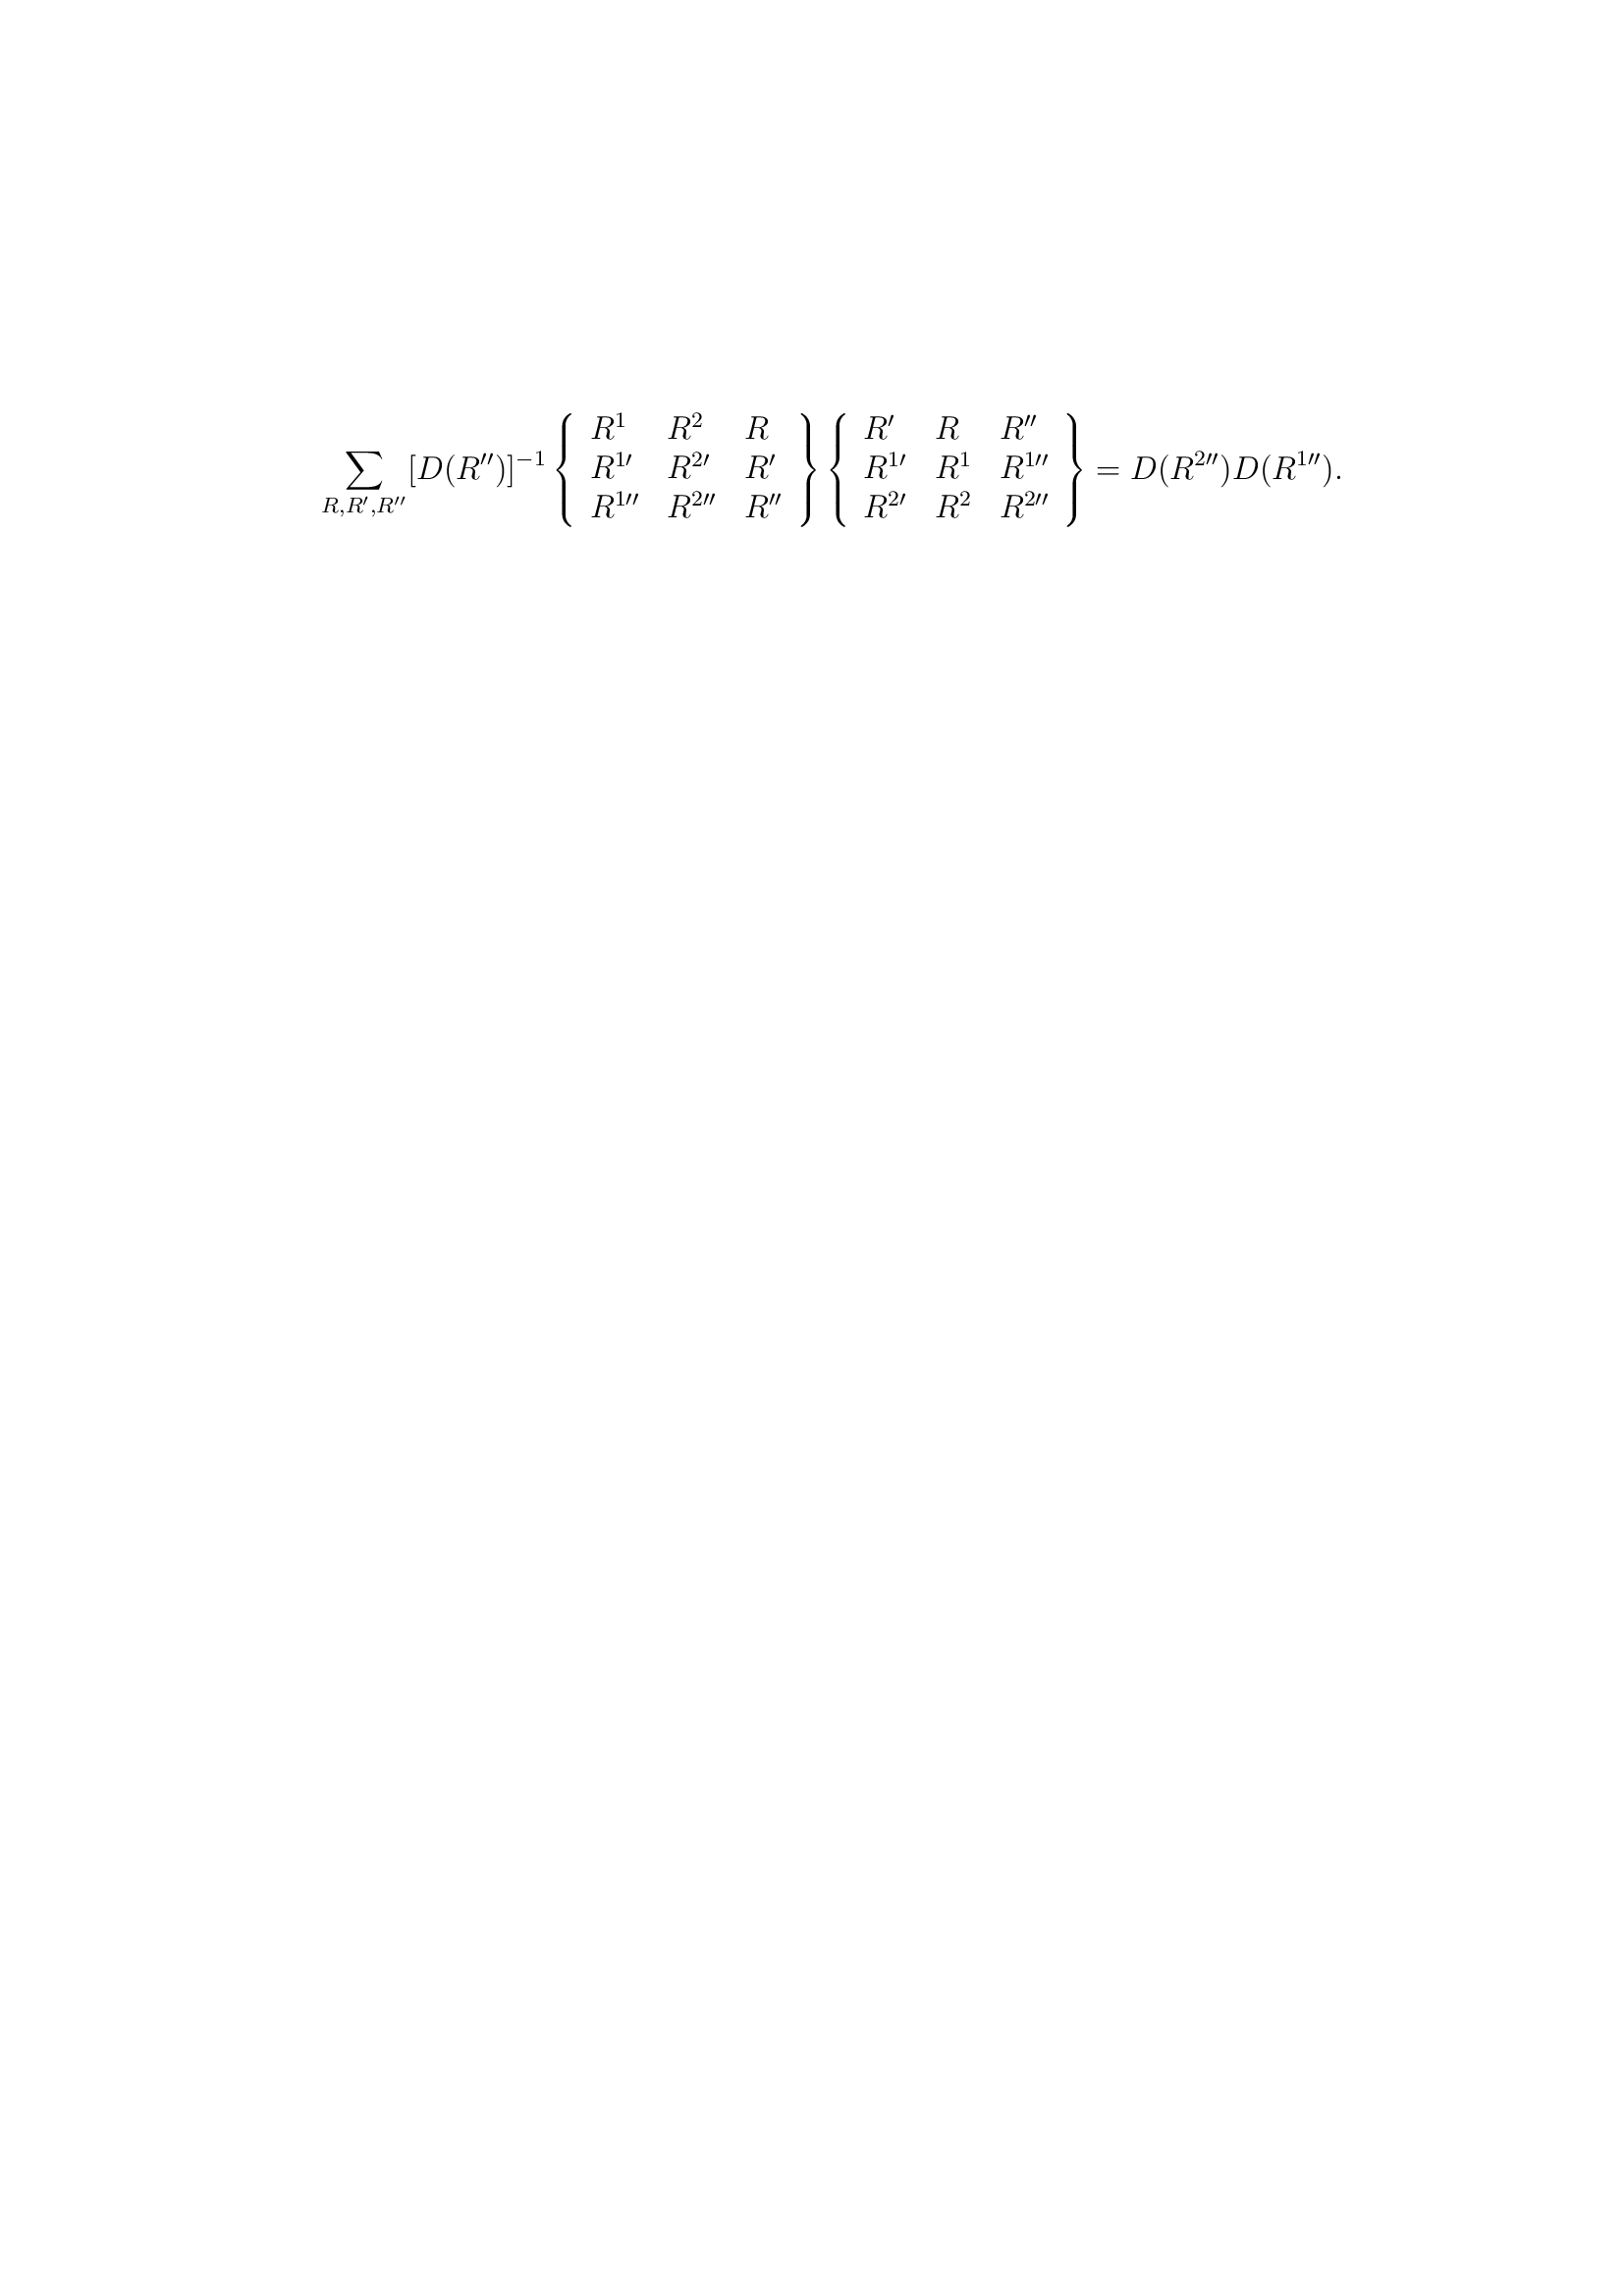 \sum_{R,R',R''} [D(R'')]^{-1} \left\{ \begin{array}{lll} R^1 & R^2 & R \\ R^{1\prime} & R^{2\prime} & R' \\ R^{1\prime\prime} & R^{2\prime\prime} & R'' \end{array} \right\} \left\{ \begin{array}{lll} R' & R & R'' \\ R^{1\prime} & R^1 & R^{1\prime\prime} \\ R^{2\prime} & R^2 & R^{2\prime\prime} \end{array} \right\} = D(R^{2\prime\prime}) D(R^{1\prime\prime}).